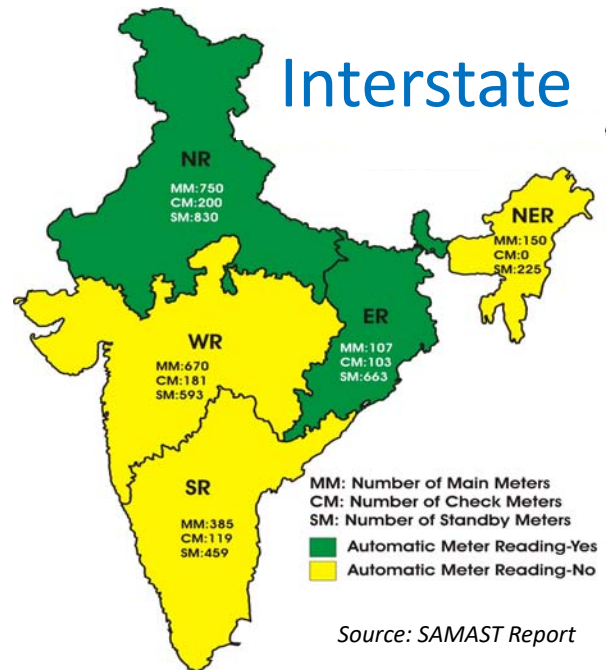 Interstate
NR
MM:750
CM:200
SM:830
NER
MM:150
CM:0
SM:225
ER
MM:107
CM:103
SM:663
WR
MM:670
CM:181
SM:593
SR
MM:385
CM:119
SM:459
MM: Number of Main Meters
CM: Number of Check Meters
SM: Number of Standby Meters
Automatic Meter Reading-Yes
Automatic Meter Reading-No
Source: SAMAST Report